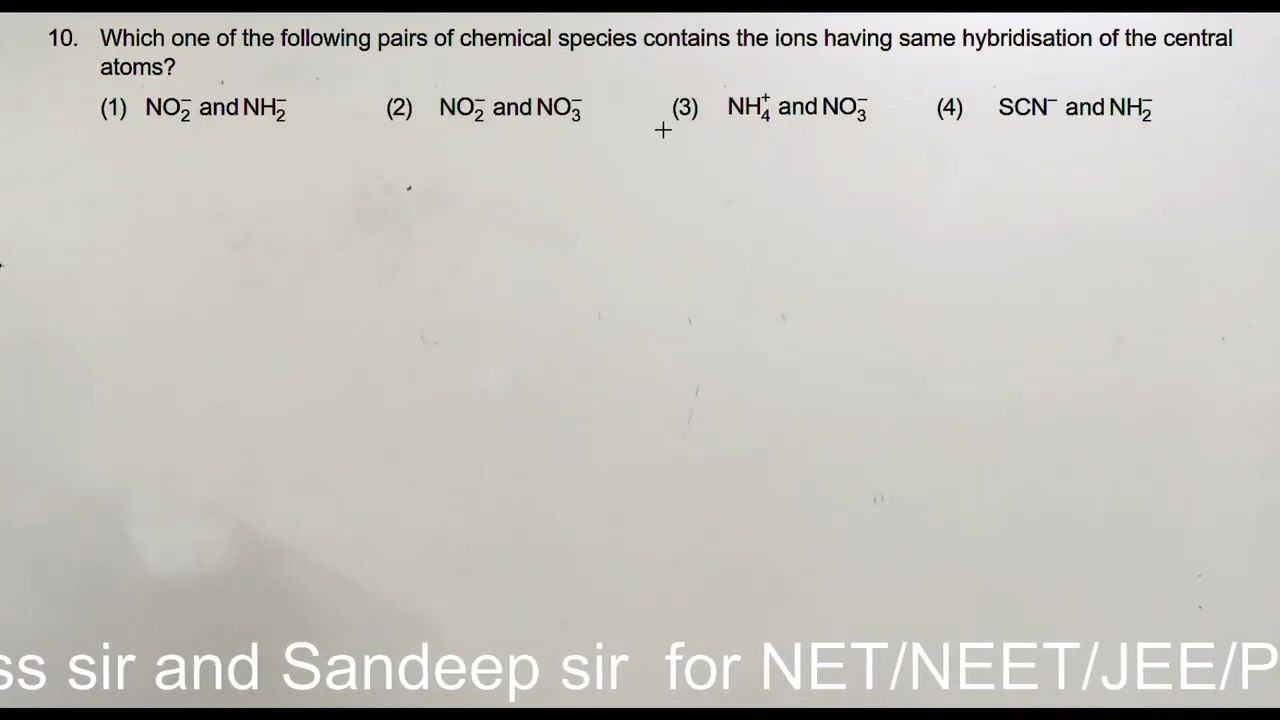 10. Which one of the following pairs of chemical species contains the ions having same hybridisation of the central
atoms?
(1) NO₂⁻ and NH₂⁻ (2) NO₂⁻ and NO₃⁻ (3) NH₄⁺ and NO₃⁻ (4) SCN⁻ and NH₂⁻
ss sir and Sandeep sir for NET/NEET/JEE/P